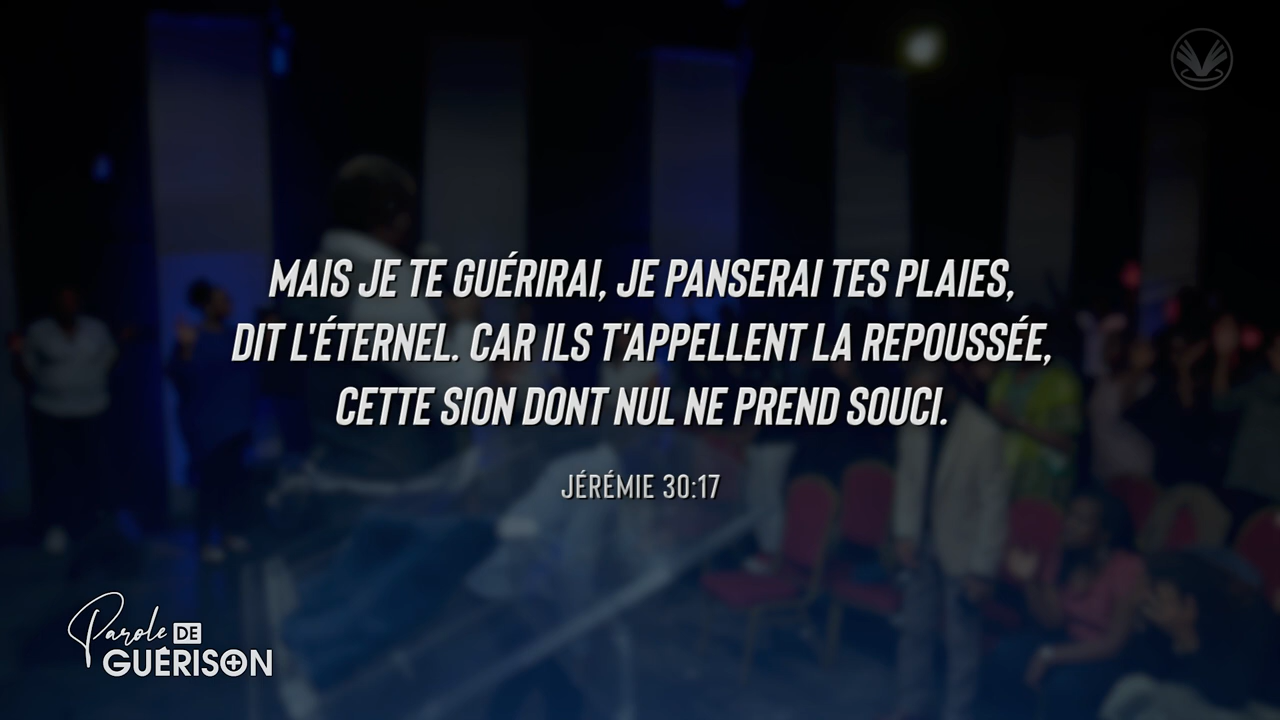 MAIS JE TE GUÉRIRAI, JE PANSERAI TES PLAIES,
DIT L'ÉTERNEL. CAR ILS T'APPELLENT LA REPOUSSÉE,
CETTE SION DONT NUL NE PREND SOUCI.
JÉRÉMIE 30:17
Parole DE
GUÉRISON